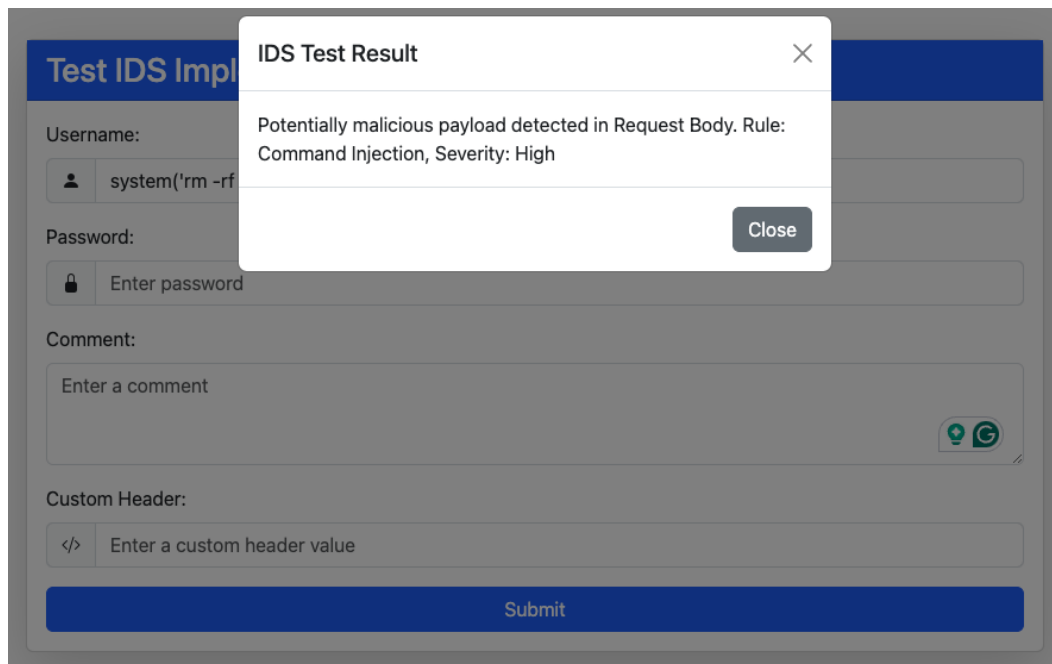 IDS Test Result
Test IDS Impl
Potentially malicious payload detected in Request Body. Rule:
Command Injection, Severity: High
Close
Username:
system('rm -rf
Password:
Enter password
Comment:
Enter a comment
Custom Header:
</> Enter a custom header value
Submit